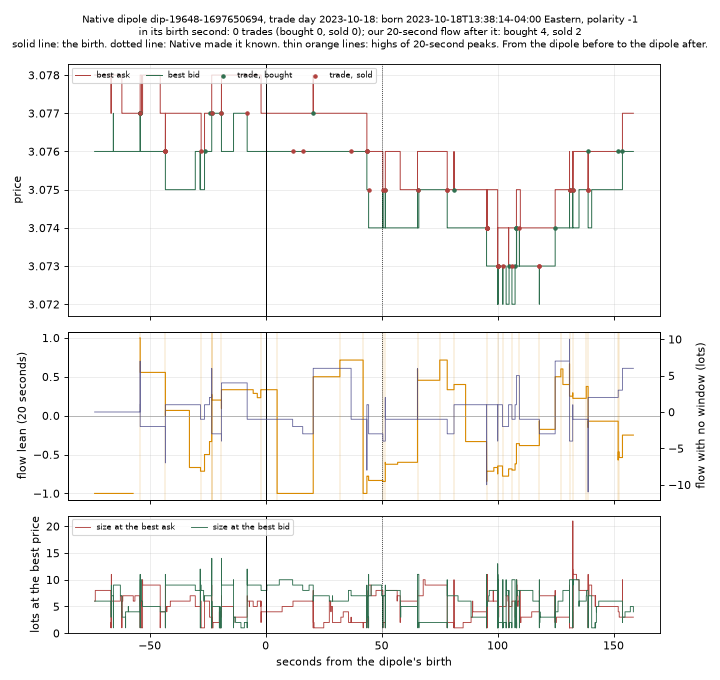 Native dipole dip-19648-1697650694, trade day 2023-10-18: born 2023-10-18T13:38:14-04:00 Eastern, polarity -1
in its birth second: 0 trades (bought 0, sold 0); our 20-second flow after it: bought 4, sold 2
solid line: the birth. dotted line: Native made it known. thin orange lines: highs of 20-second peaks. From the dipole before to the dipole after.
best ask
best bid
trade, bought
trade, sold
3.078
3.077
3.076
3.075
3.074
3.073
3.072
price
1.0
0.5
0.0
−0.5
−1.0
flow lean (20 seconds)
10
5
0
−5
−10
flow with no window (lots)
size at the best ask
size at the best bid
20
15
10
5
0
lots at the best price
−50
0
50
100
150
seconds from the dipole's birth